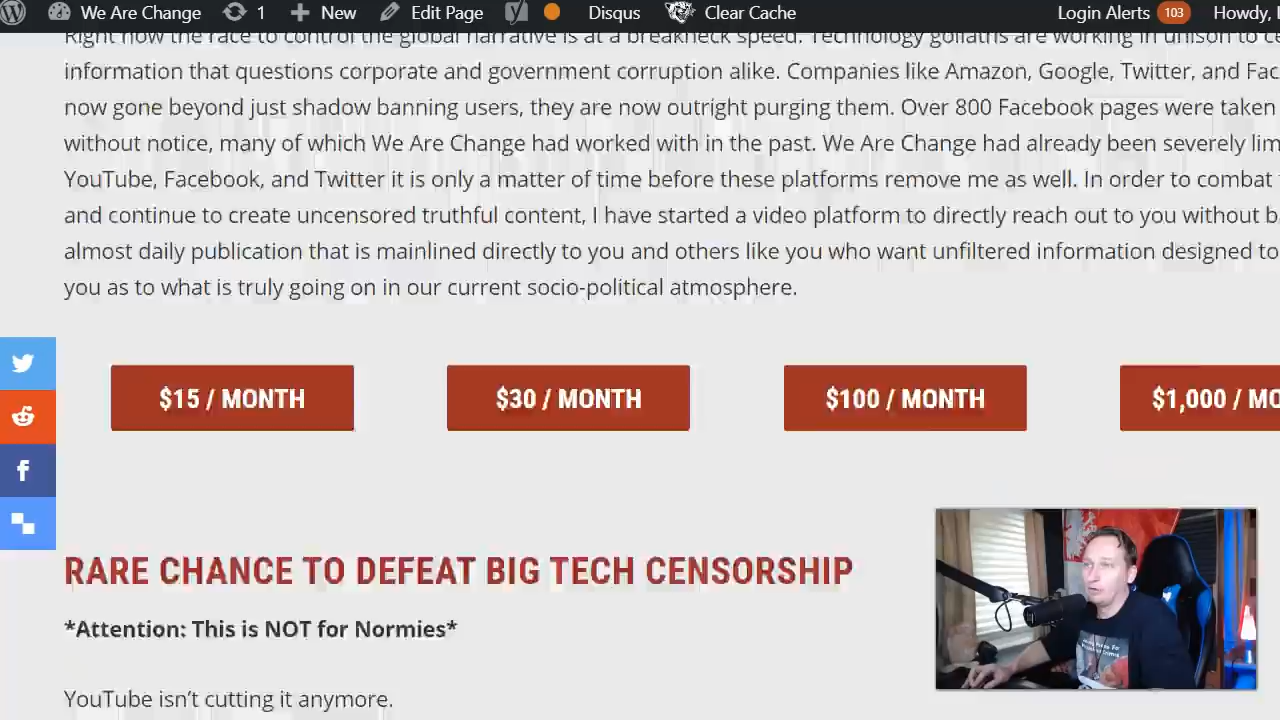 We Are Change 1 New Edit Page Disqus Clear Cache Login Alerts 103 Howdy,
Right now the race to control the global narrative is at a breakneck speed. Technology goliaths are working in unison to ce
information that questions corporate and government corruption alike. Companies like Amazon, Google, Twitter, and Fac
now gone beyond just shadow banning users, they are now outright purging them. Over 800 Facebook pages were taken
without notice, many of which We Are Change had worked with in the past. We Are Change had already been severely lim
YouTube, Facebook, and Twitter it is only a matter of time before these platforms remove me as well. In order to combat
and continue to create uncensored truthful content, I have started a video platform to directly reach out to you without b
almost daily publication that is mainlined directly to you and others like you who want unfiltered information designed to
you as to what is truly going on in our current socio-political atmosphere.
$15 / MONTH $30 / MONTH $100 / MONTH $1,000 / MO
RARE CHANCE TO DEFEAT BIG TECH CENSORSHIP
*Attention: This is NOT for Normies*
YouTube isn't cutting it anymore.